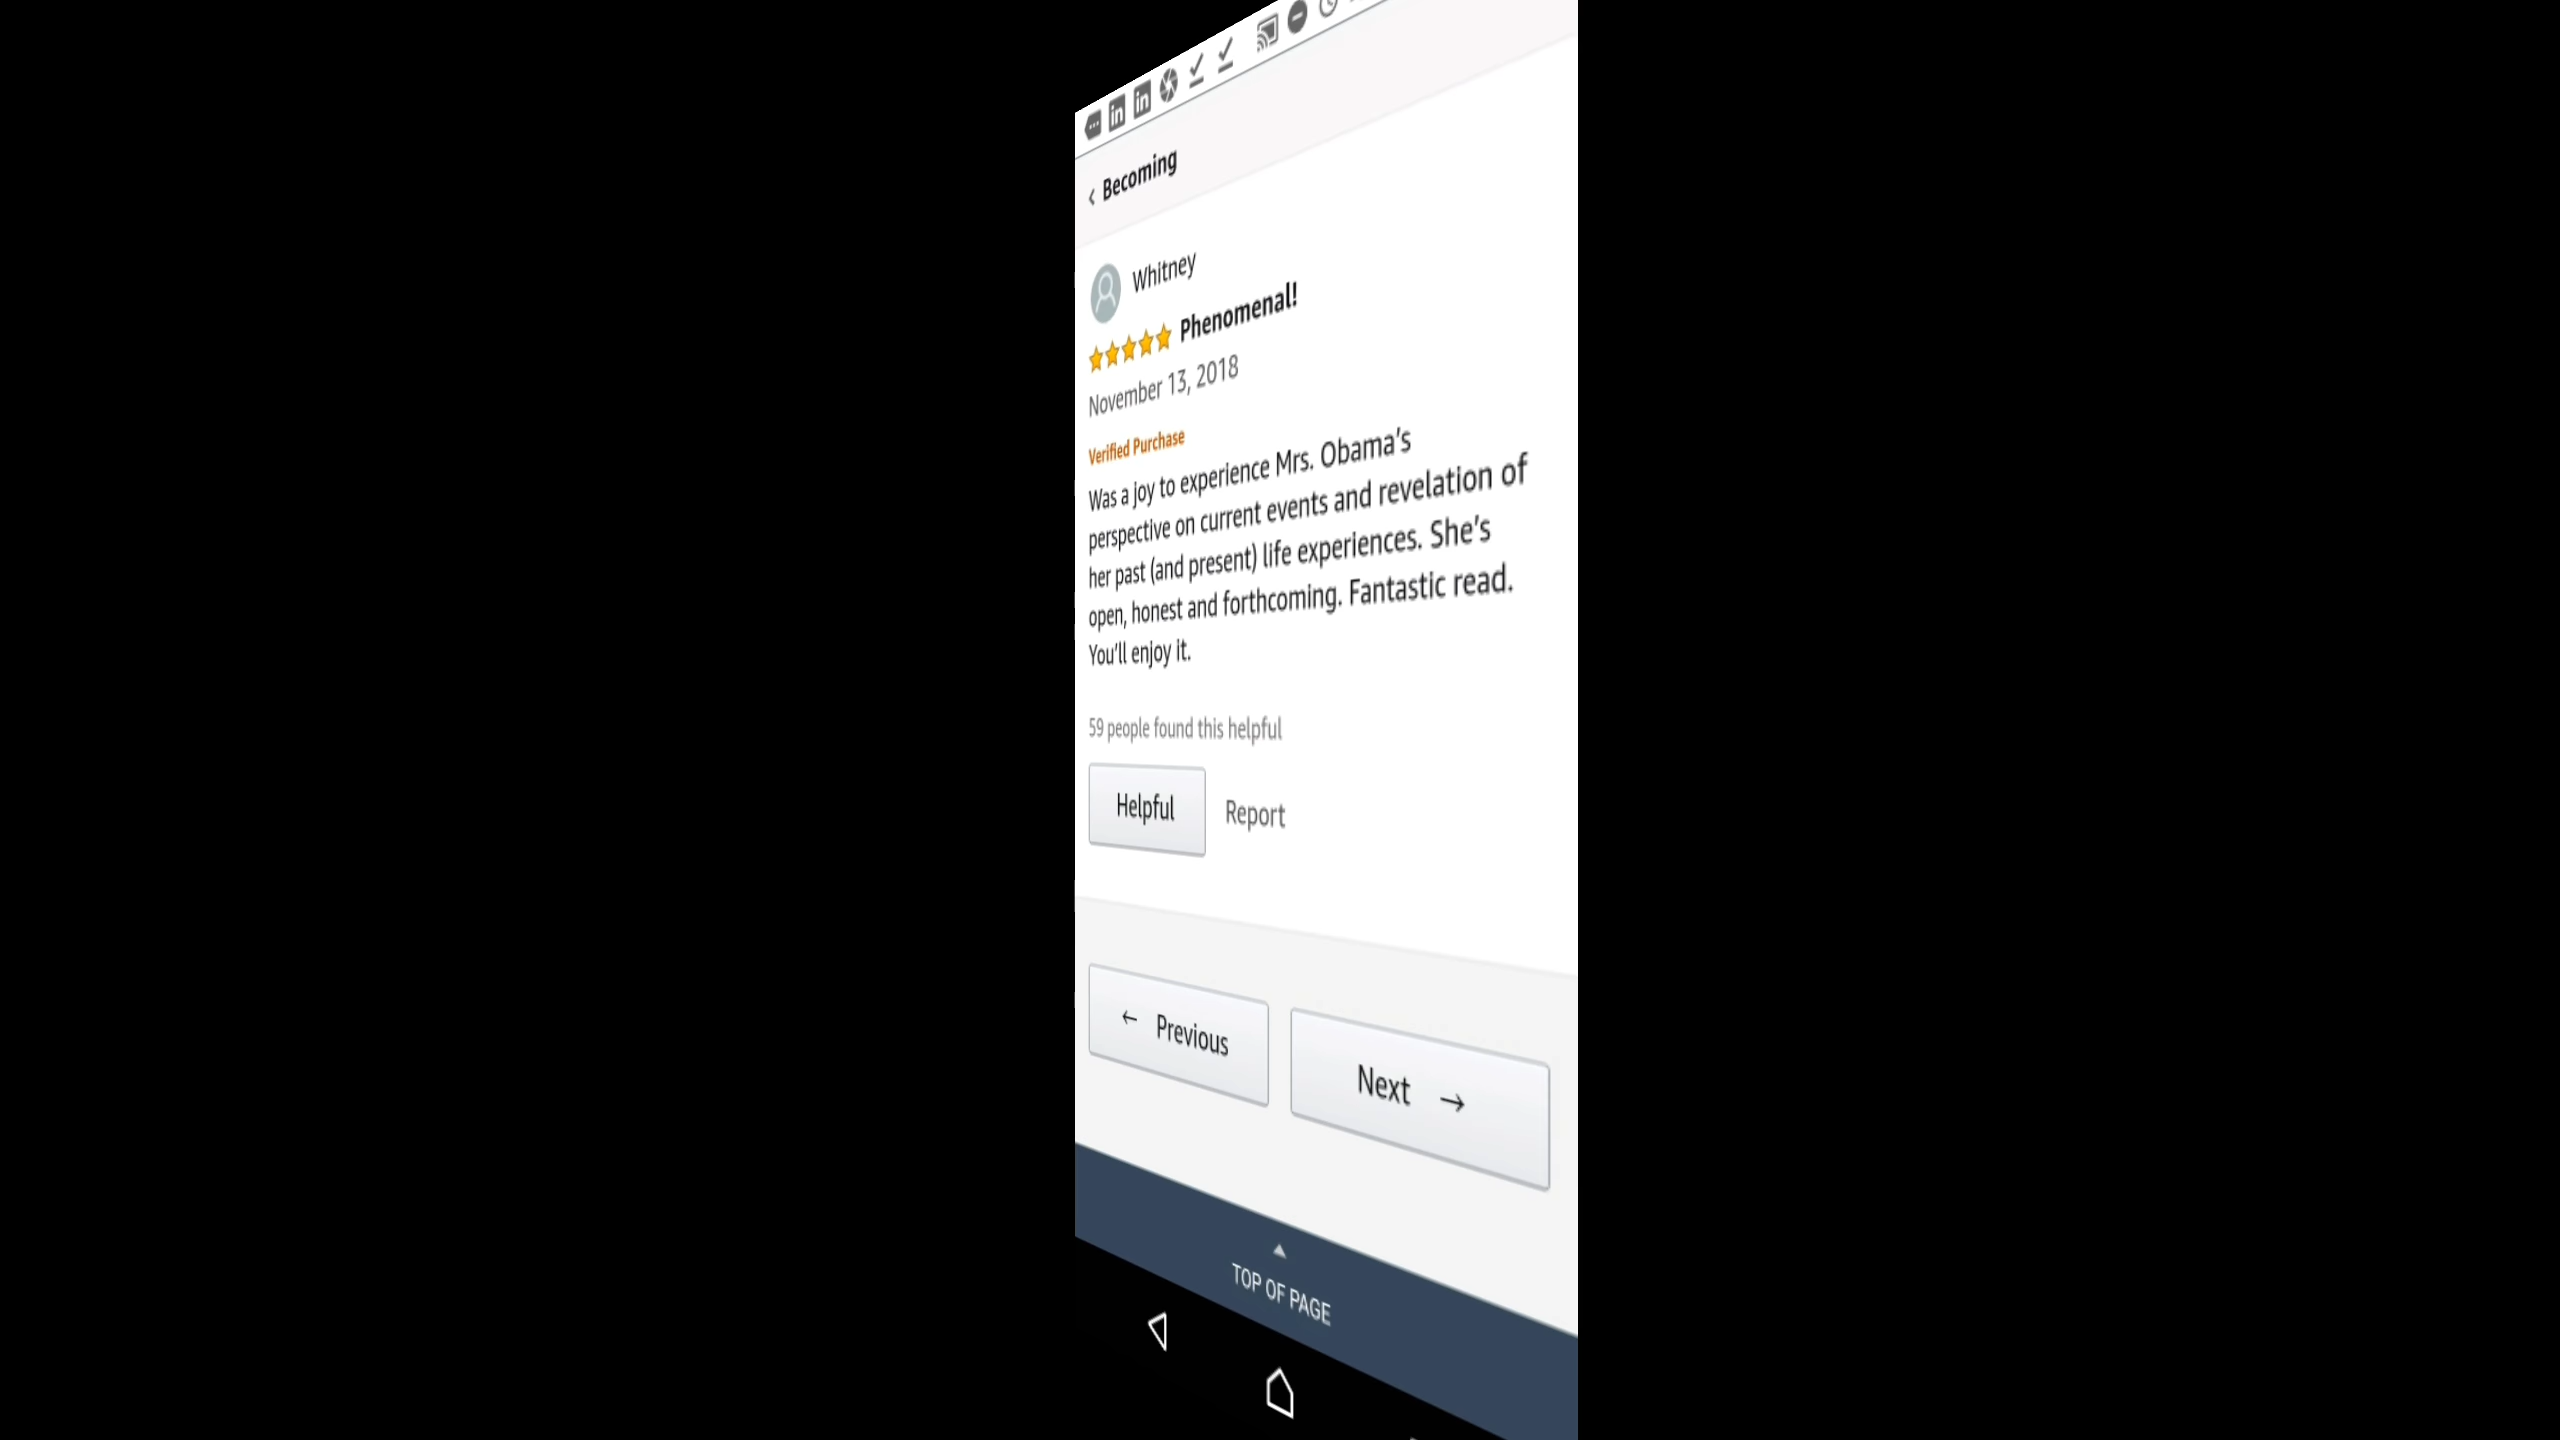 in in
< Becoming
Whitney
Phenomenal!
November 13, 2018
Verified Purchase
Was a joy to experience Mrs. Obama's
perspective on current events and revelation of
her past (and present) life experiences. She's
open, honest and forthcoming. Fantastic read.
You'll enjoy it.
59 people found this helpful
Helpful Report
← Previous Next →
TOP OF PAGE